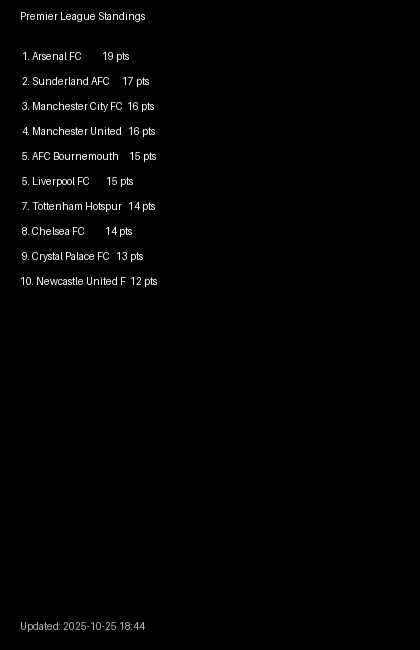 Premier League Standings
1. Arsenal FC 19 pts
2. Sunderland AFC 17 pts
3. Manchester City FC 16 pts
4. Manchester United 16 pts
5. AFC Bournemouth 15 pts
5. Liverpool FC 15 pts
7. Tottenham Hotspur 14 pts
8. Chelsea FC 14 pts
9. Crystal Palace FC 13 pts
10. Newcastle United F 12 pts
Updated: 2025-10-25 18:44